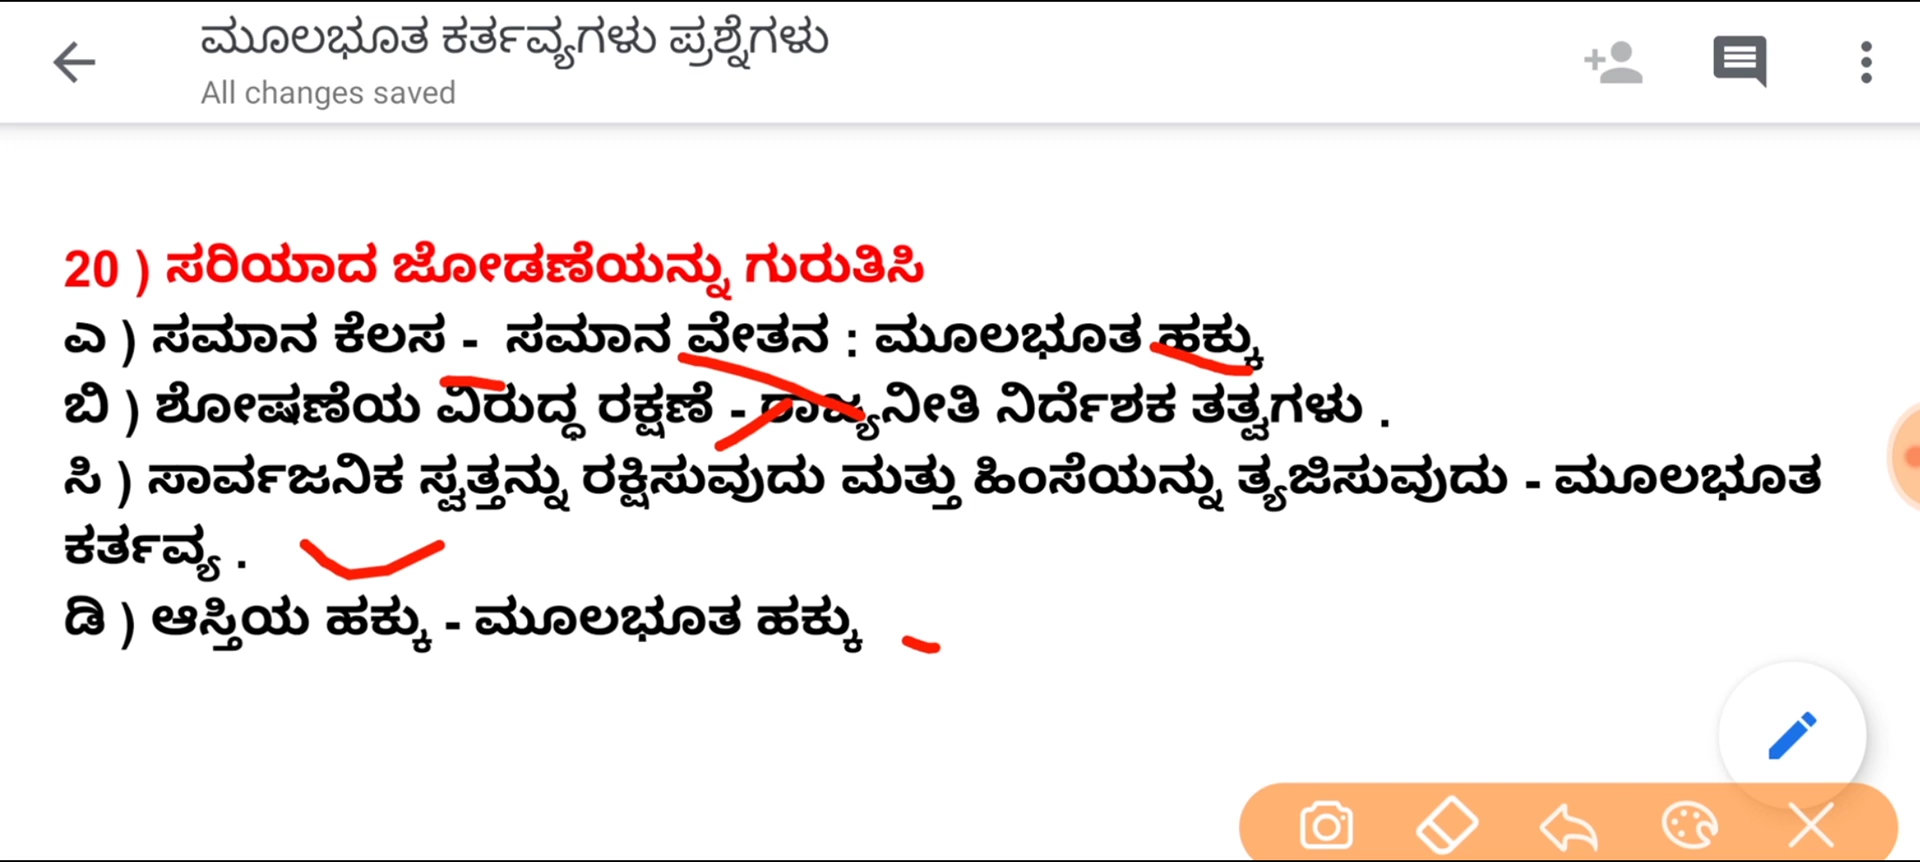 ಮೂಲಭೂತ ಕರ್ತವ್ಯಗಳು ಪ್ರಶ್ನೆಗಳು
All changes saved
20 ) ಸರಿಯಾದ ಜೋಡಣೆಯನ್ನು ಗುರುತಿಸಿ
ಎ ) ಸಮಾನ ಕೆಲಸ - ಸಮಾನ ವೇತನ : ಮೂಲಭೂತ ಹಕ್ಕು
ಬಿ ) ಶೋಷಣೆಯ ವಿರುದ್ಧ ರಕ್ಷಣೆ - ರಾಜ್ಯನೀತಿ ನಿರ್ದೆಶಕ ತತ್ವಗಳು .
ಸಿ ) ಸಾರ್ವಜನಿಕ ಸ್ವತ್ತನ್ನು ರಕ್ಷಿಸುವುದು ಮತ್ತು ಹಿಂಸೆಯನ್ನು ತ್ಯಜಿಸುವುದು - ಮೂಲಭೂತ
ಕರ್ತವ್ಯ .
ಡಿ ) ಆಸ್ತಿಯ ಹಕ್ಕು - ಮೂಲಭೂತ ಹಕ್ಕು